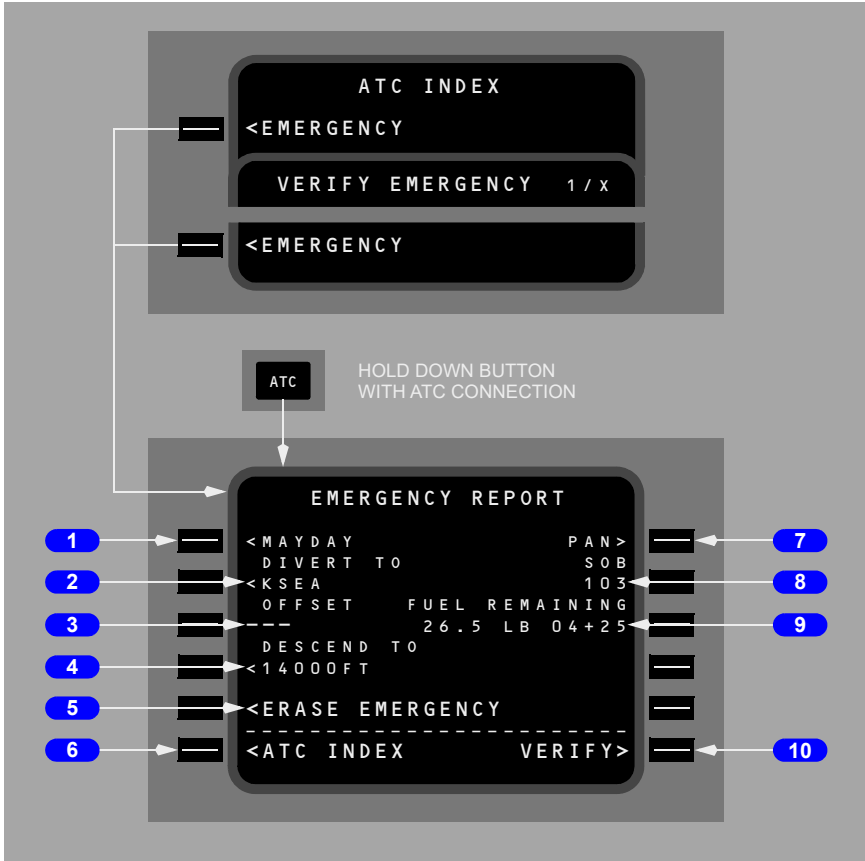 ATC INDEX
<EMERGENCY
VERIFY EMERGENCY 1/X
<EMERGENCY
ATC
HOLD DOWN BUTTON
WITH ATC CONNECTION
EMERGENCY REPORT
1 <MAYDAY PAN> 7
DIVERT TO SOB
2 <KSEA 103 8
OFFSET FUEL REMAINING
3 --- 26.5 LB 04+25 9
DESCEND TO
4 <14000FT
5 <ERASE EMERGENCY
------------------------
6 <ATC INDEX VERIFY> 10